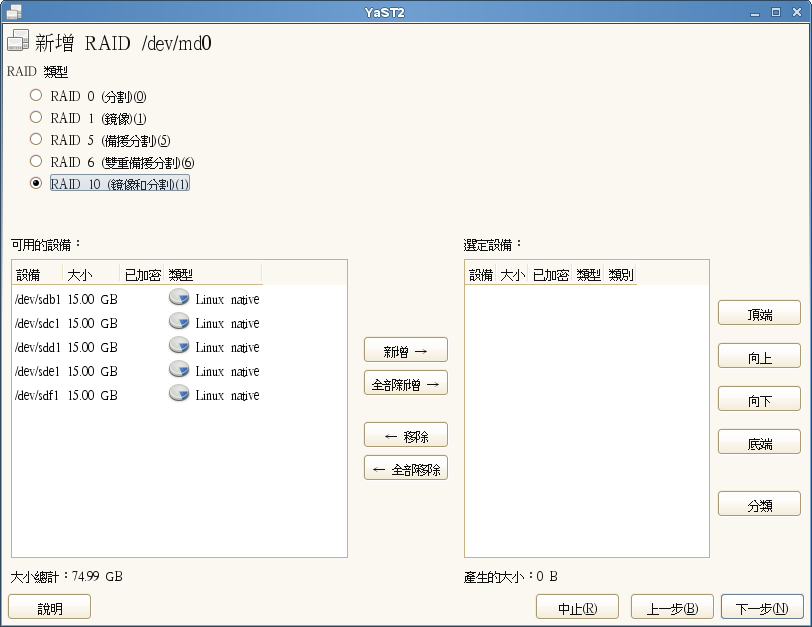 YaST2
新增 RAID /dev/md0
RAID 類型
RAID 0 (分割)(0)
RAID 1 (鏡像)(1)
RAID 5 (備援分割)(5)
RAID 6 (雙重備援分割)(6)
RAID 10 (鏡像和分割)(1)
可用的設備：
設備 大小 已加密 類型
/dev/sdb1 15.00 GB Linux native
/dev/sdc1 15.00 GB Linux native
/dev/sdd1 15.00 GB Linux native
/dev/sde1 15.00 GB Linux native
/dev/sdf1 15.00 GB Linux native
大小總計：74.99 GB
新增 →
全部新增 →
← 移除
← 全部移除
選定設備：
設備 大小 已加密 類型 類別
產生的大小：0 B
頂端
向上
向下
底端
分類
說明
中止(R)
上一步(B)
下一步(N)